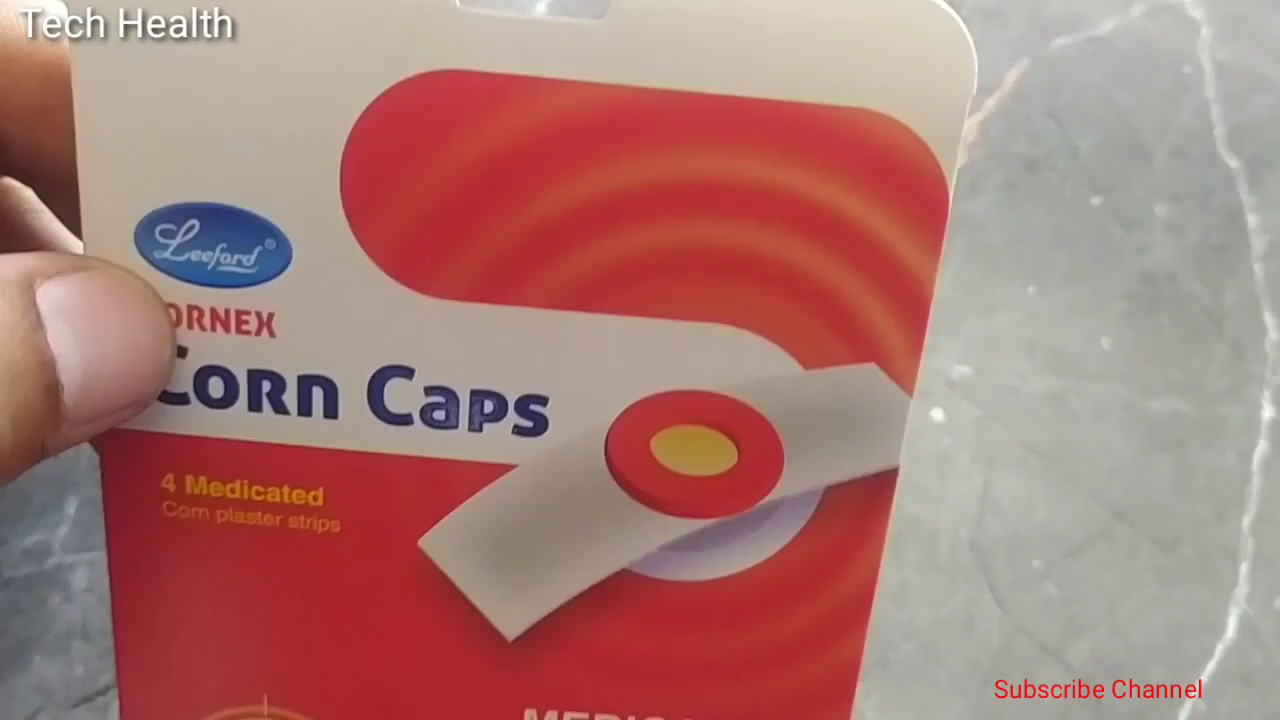 Tech Health
Leeford®
ORNEX
Corn Caps
4 Medicated
Corn plaster strips
Subscribe Channel